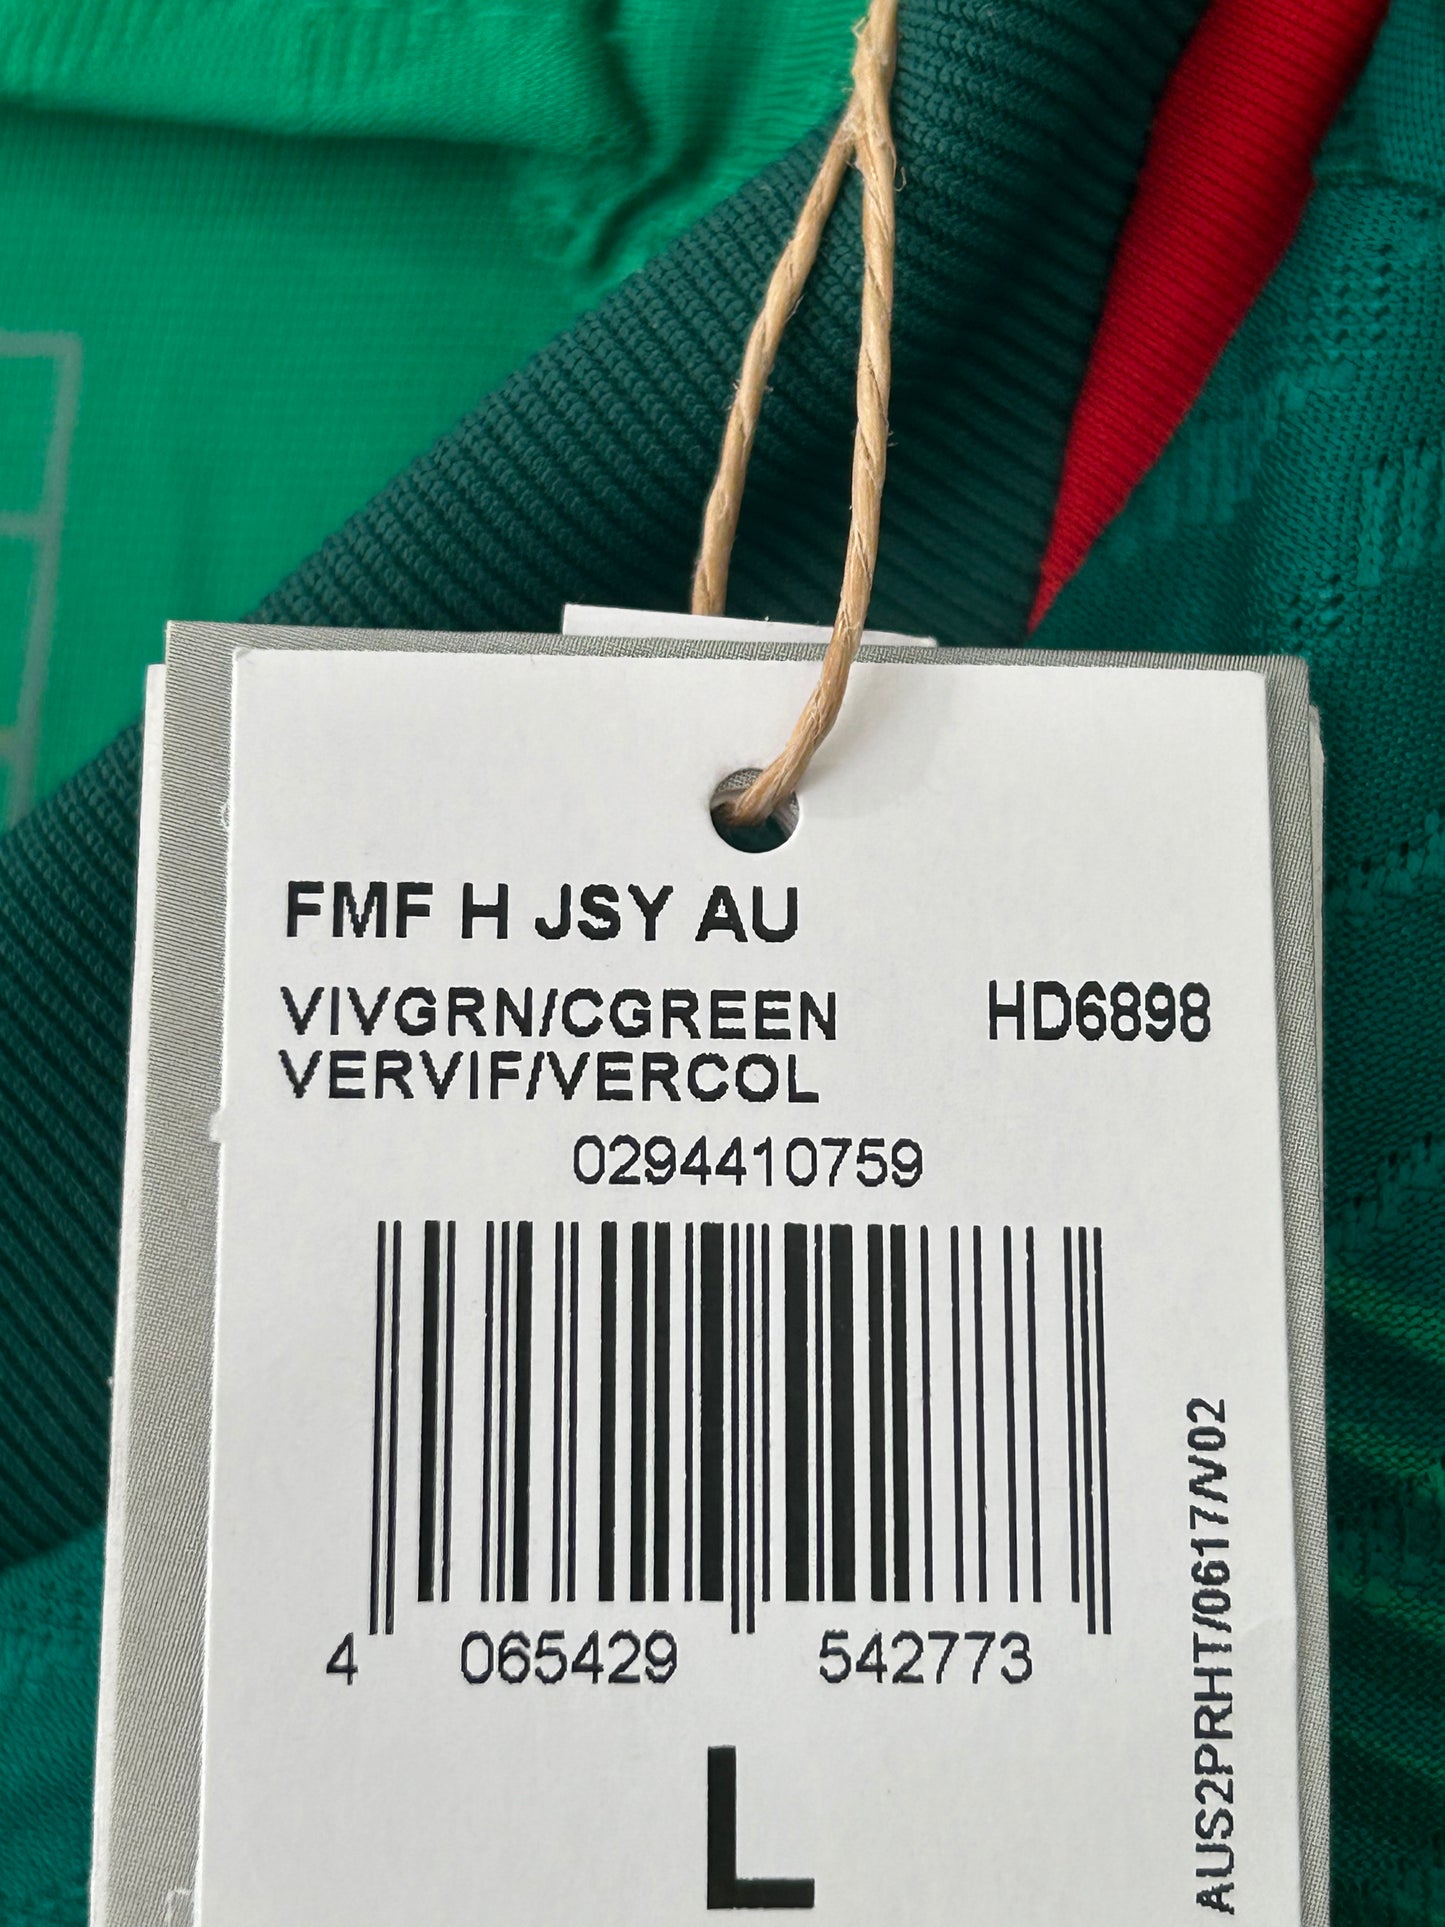 FMF H JSY AU
VIVGRN/CGREEN HD6898
VERVIF/VERCOL
0294410759
4 065429 542773
L
AUS2PRHT/0617/V02